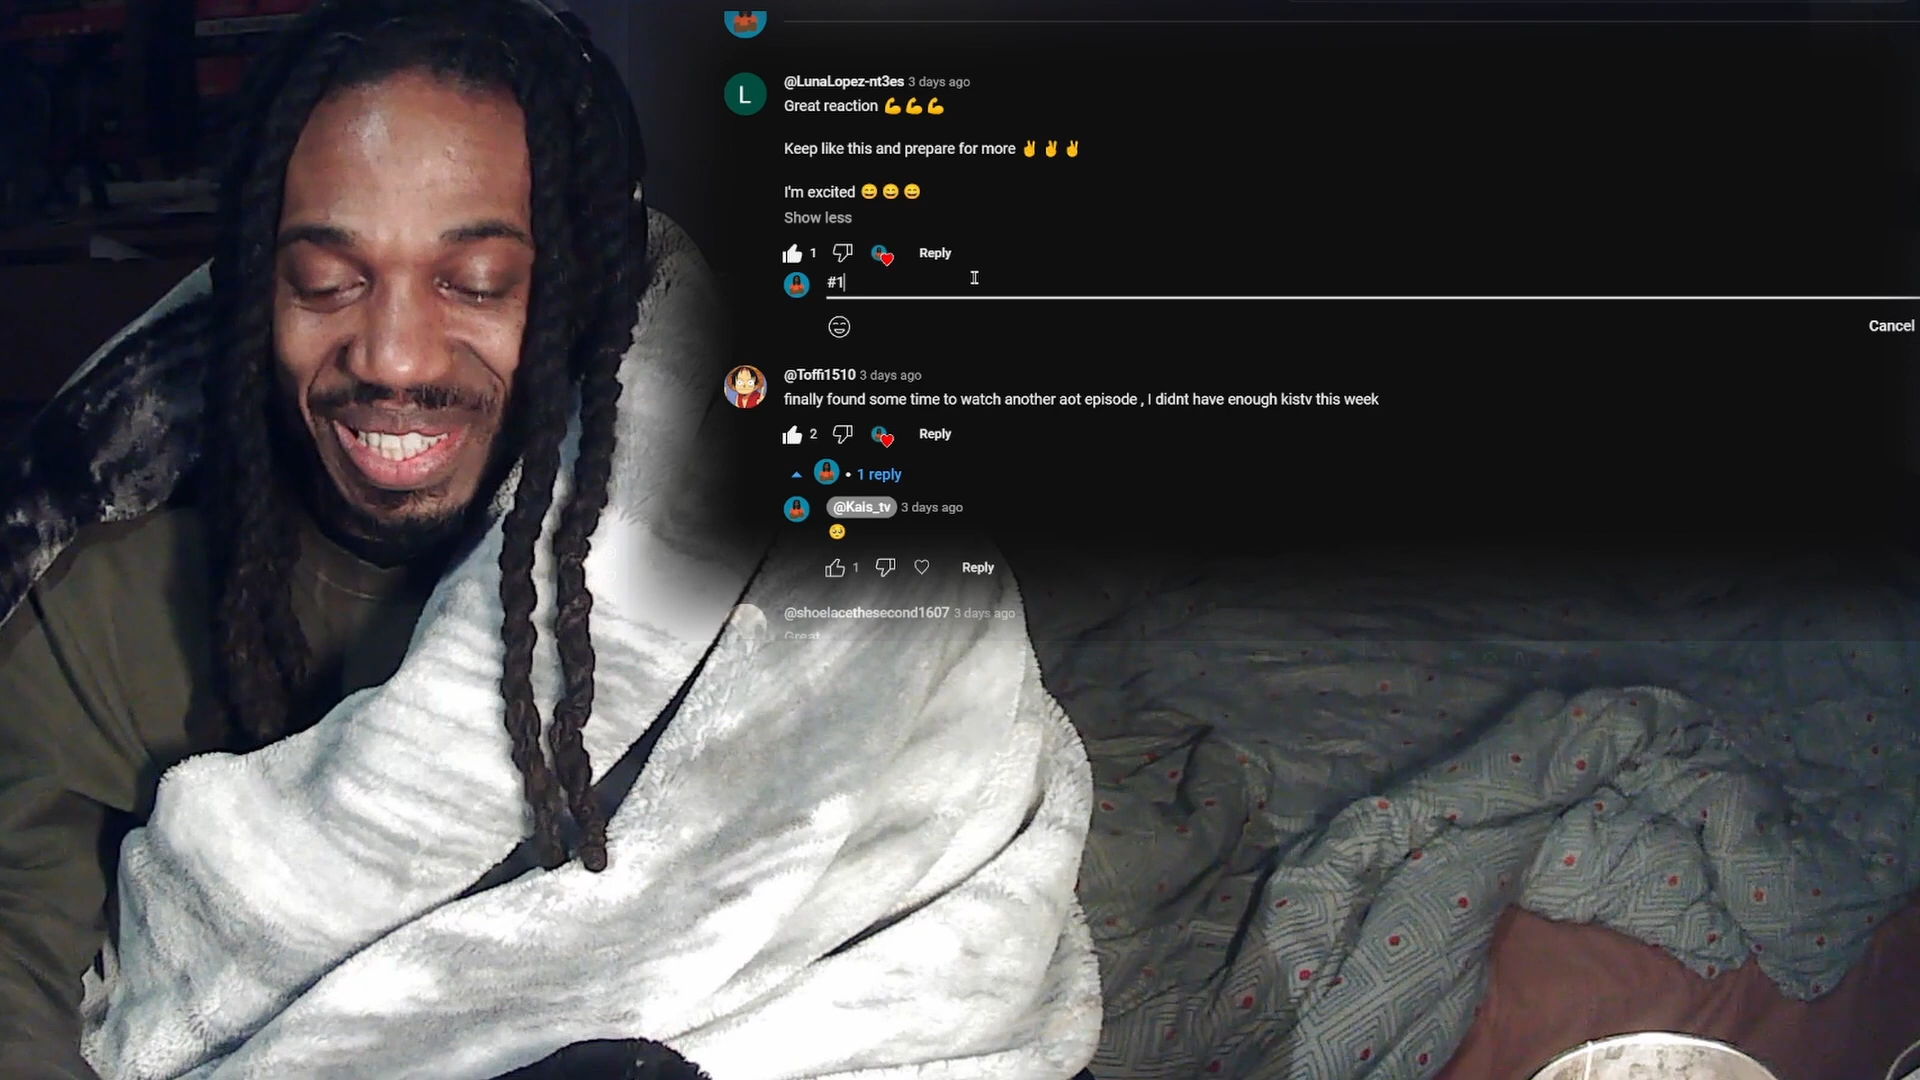 L
@LunaLopez-nt3es 3 days ago
Great reaction 💪💪💪
Keep like this and prepare for more ✌️✌️✌️
I'm excited 😄😄😄
Show less
1 Reply
#1
Cancel
@Toffi1510 3 days ago
finally found some time to watch another aot episode , I didnt have enough kistv this week
2 Reply
• 1 reply
@Kais_tv 3 days ago
🥺
1 Reply
@shoelacethesecond1607 3 days ago
Great